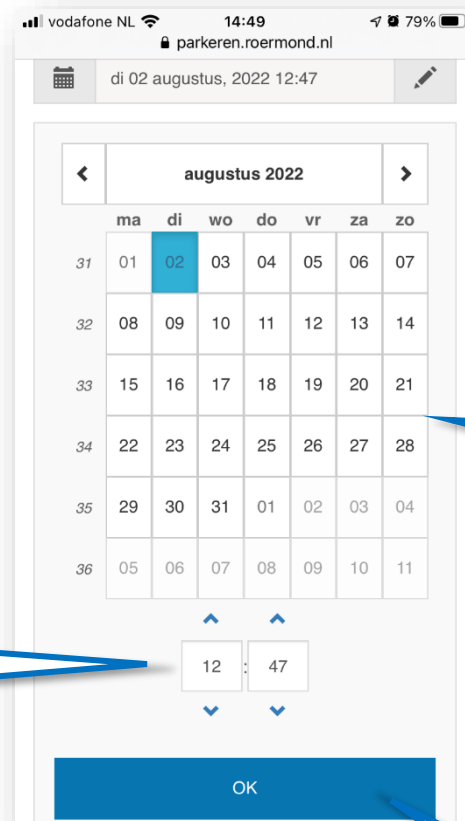 vodafone NL 14:49 79%
parkeren.roermond.nl
di 02 augustus, 2022 12:47
augustus 2022
ma di wo do vr za zo
31 01 02 03 04 05 06 07
32 08 09 10 11 12 13 14
33 15 16 17 18 19 20 21
34 22 23 24 25 26 27 28
35 29 30 31 01 02 03 04
36 05 06 07 08 09 10 11
12 : 47
OK